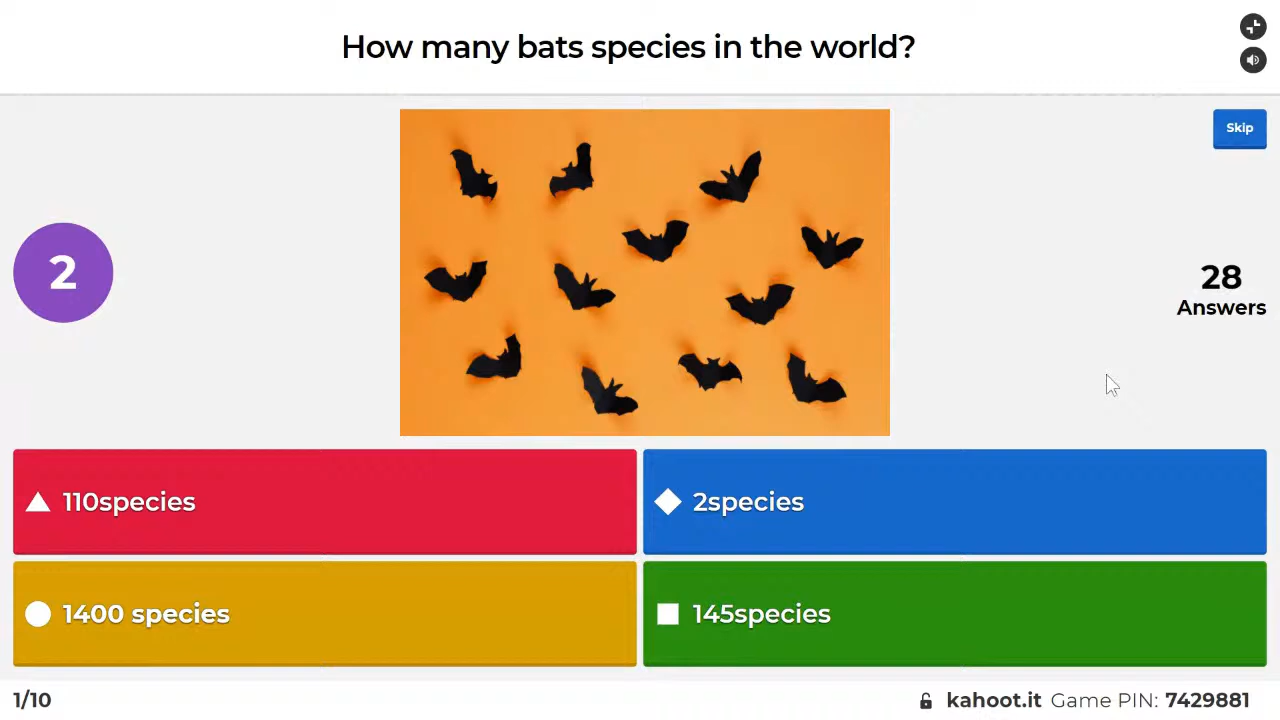 How many bats species in the world?
Skip
2
28
Answers
110species
2species
1400 species
145species
1/10
kahoot.it Game PIN: 7429881